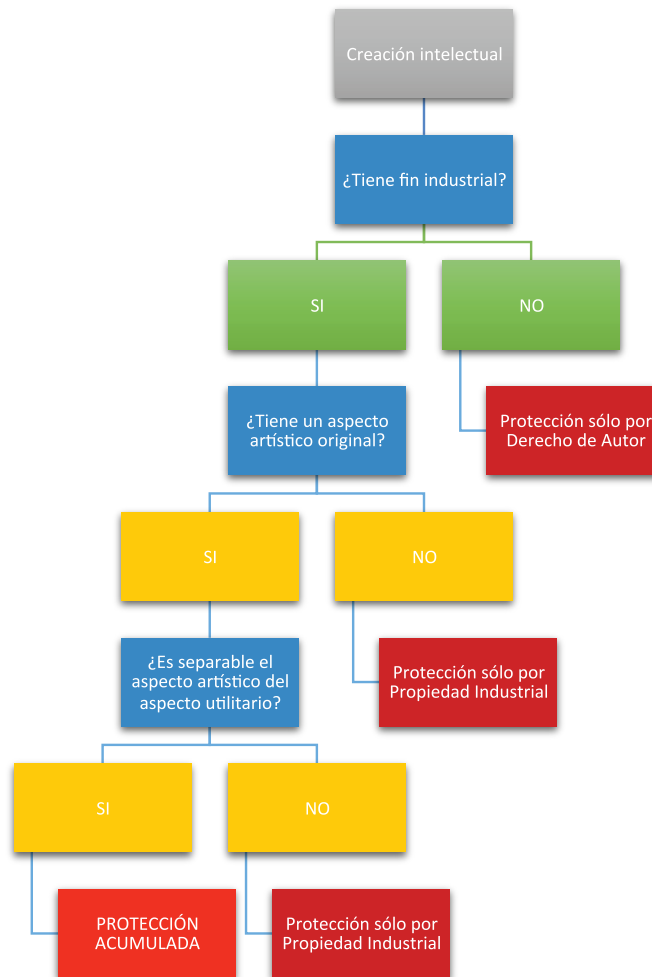 Creación intelectual
¿Tiene fin industrial?
SI
NO
¿Tiene un aspecto
artístico original?
Protección sólo por
Derecho de Autor
SI
NO
¿Es separable el
aspecto artístico del
aspecto utilitario?
Protección sólo por
Propiedad Industrial
SI
NO
PROTECCIÓN
ACUMULADA
Protección sólo por
Propiedad Industrial